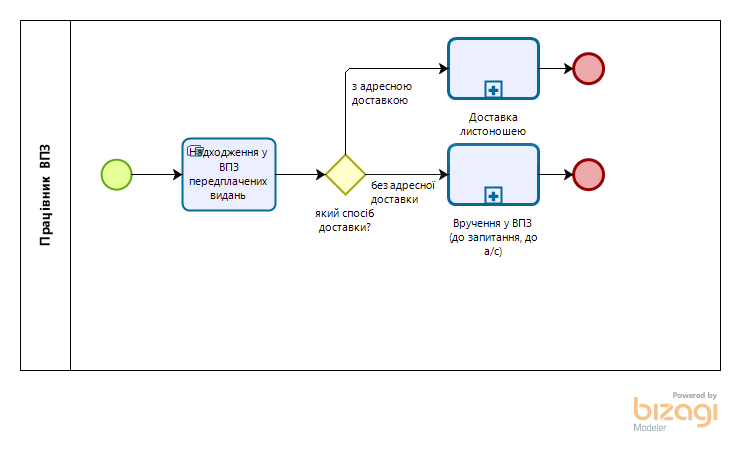 Працівник ВПЗ
Надходження у
ВПЗ
передплачених
видань
який спосіб
доставки?
з адресною
доставкою
Доставка
листоношею
без адресної
доставки
Вручення у ВПЗ
(до запитання, до
а/с)
Powered by
bizagi
Modeler